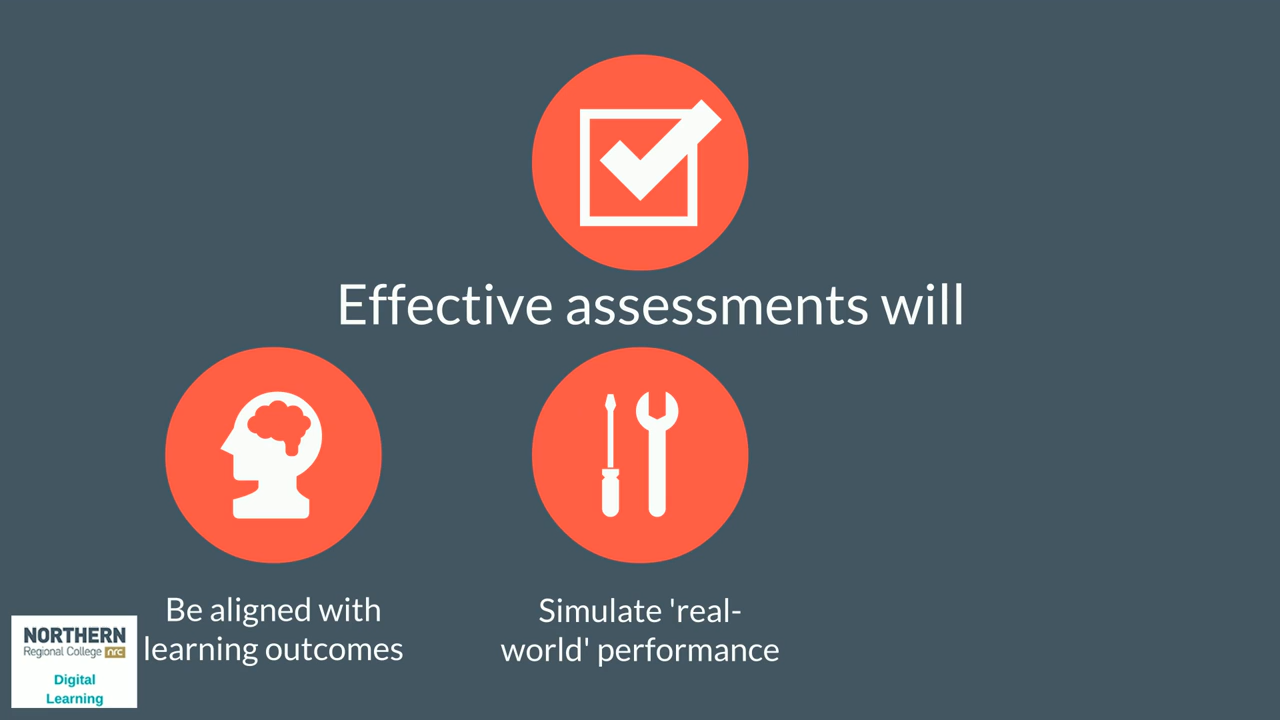 Effective assessments will
Be aligned with
learning outcomes
Simulate 'real-
world' performance
NORTHERN
Regional College nrc
Digital
Learning